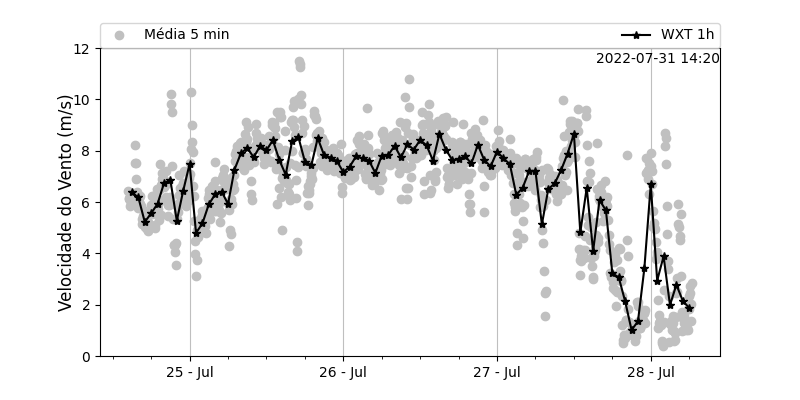 Média 5 min
WXT 1h
2022-07-31 14:20
Velocidade do Vento (m/s)
12
10
8
6
4
2
0
25 - Jul
26 - Jul
27 - Jul
28 - Jul